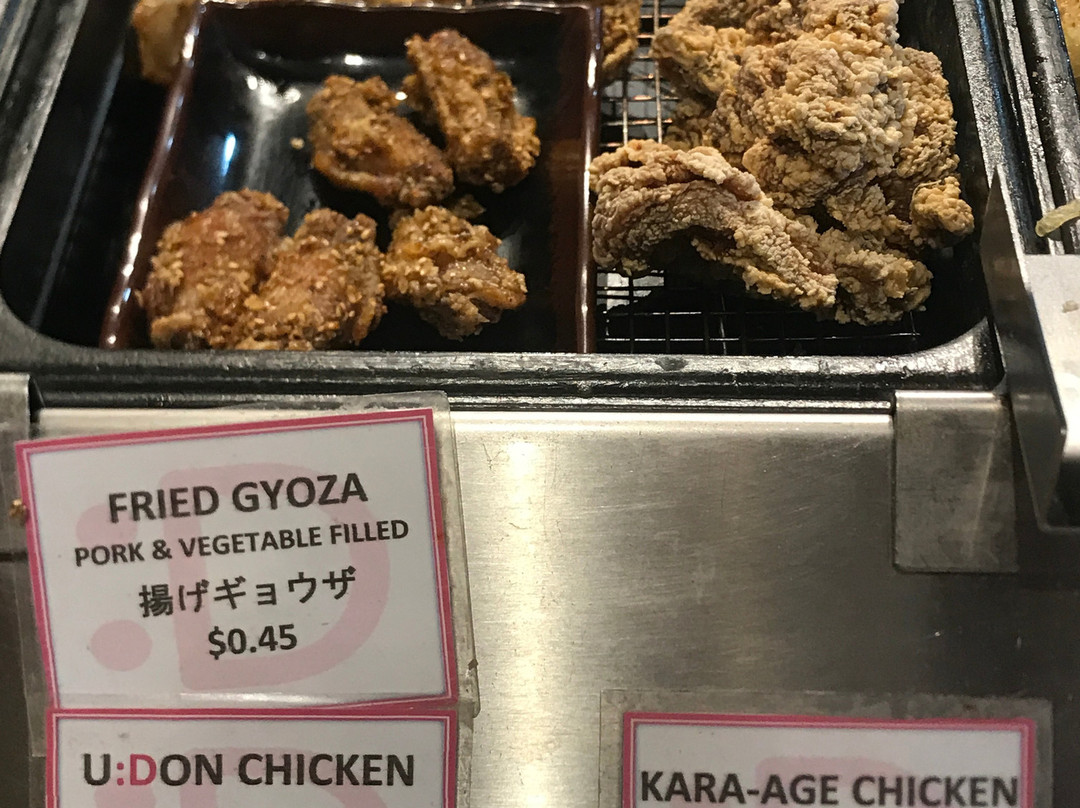 FRIED GYOZA
PORK & VEGETABLE FILLED
揚げギョウザ
$0.45
U:DON CHICKEN
KARA-AGE CHICKEN